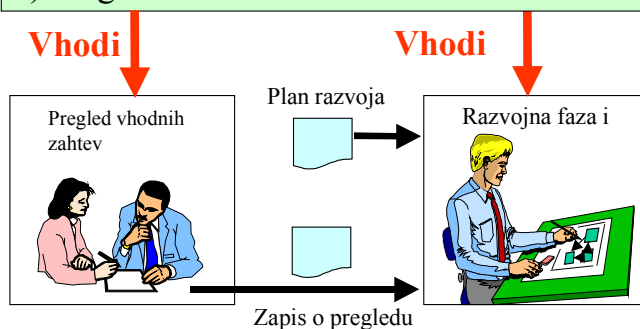 Vhodi
Vhodi
Pregled vhodnih
zahtev
Plan razvoja
Razvojna faza i
Zapis o pregledu